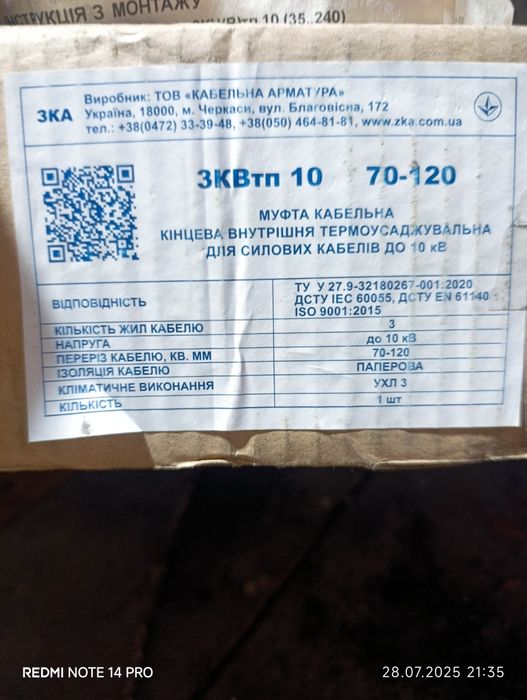 ІНСТРУКЦІЯ З МОНТАЖУ
10 (35..240)
ЗКА
Виробник: ТОВ «КАБЕЛЬНА АРМАТУРА»
Україна, 18000, м. Черкаси, вул. Благовісна, 172
тел.: +38(0472) 33-39-48, +38(050) 464-81-81, www.zka.com.ua
3КВтп 10 70-120
МУФТА КАБЕЛЬНА
КІНЦЕВА ВНУТРІШНЯ ТЕРМОУСАДЖУВАЛЬНА
ДЛЯ СИЛОВИХ КАБЕЛІВ ДО 10 кВ
ВІДПОВІДНІСТЬ
ТУ У 27.9-32180267-001:2020
ДСТУ ІЕС 60055, ДСТУ EN 61140
ISO 9001:2015
КІЛЬКІСТЬ ЖИЛ КАБЕЛЮ 3
НАПРУГА до 10 кВ
ПЕРЕРІЗ КАБЕЛЮ, КВ. ММ 70-120
ІЗОЛЯЦІЯ КАБЕЛЮ ПАПЕРОВА
КЛІМАТИЧНЕ ВИКОНАННЯ УХЛ 3
КІЛЬКІСТЬ 1 шт
REDMI NOTE 14 PRO 28.07.2025 21:35